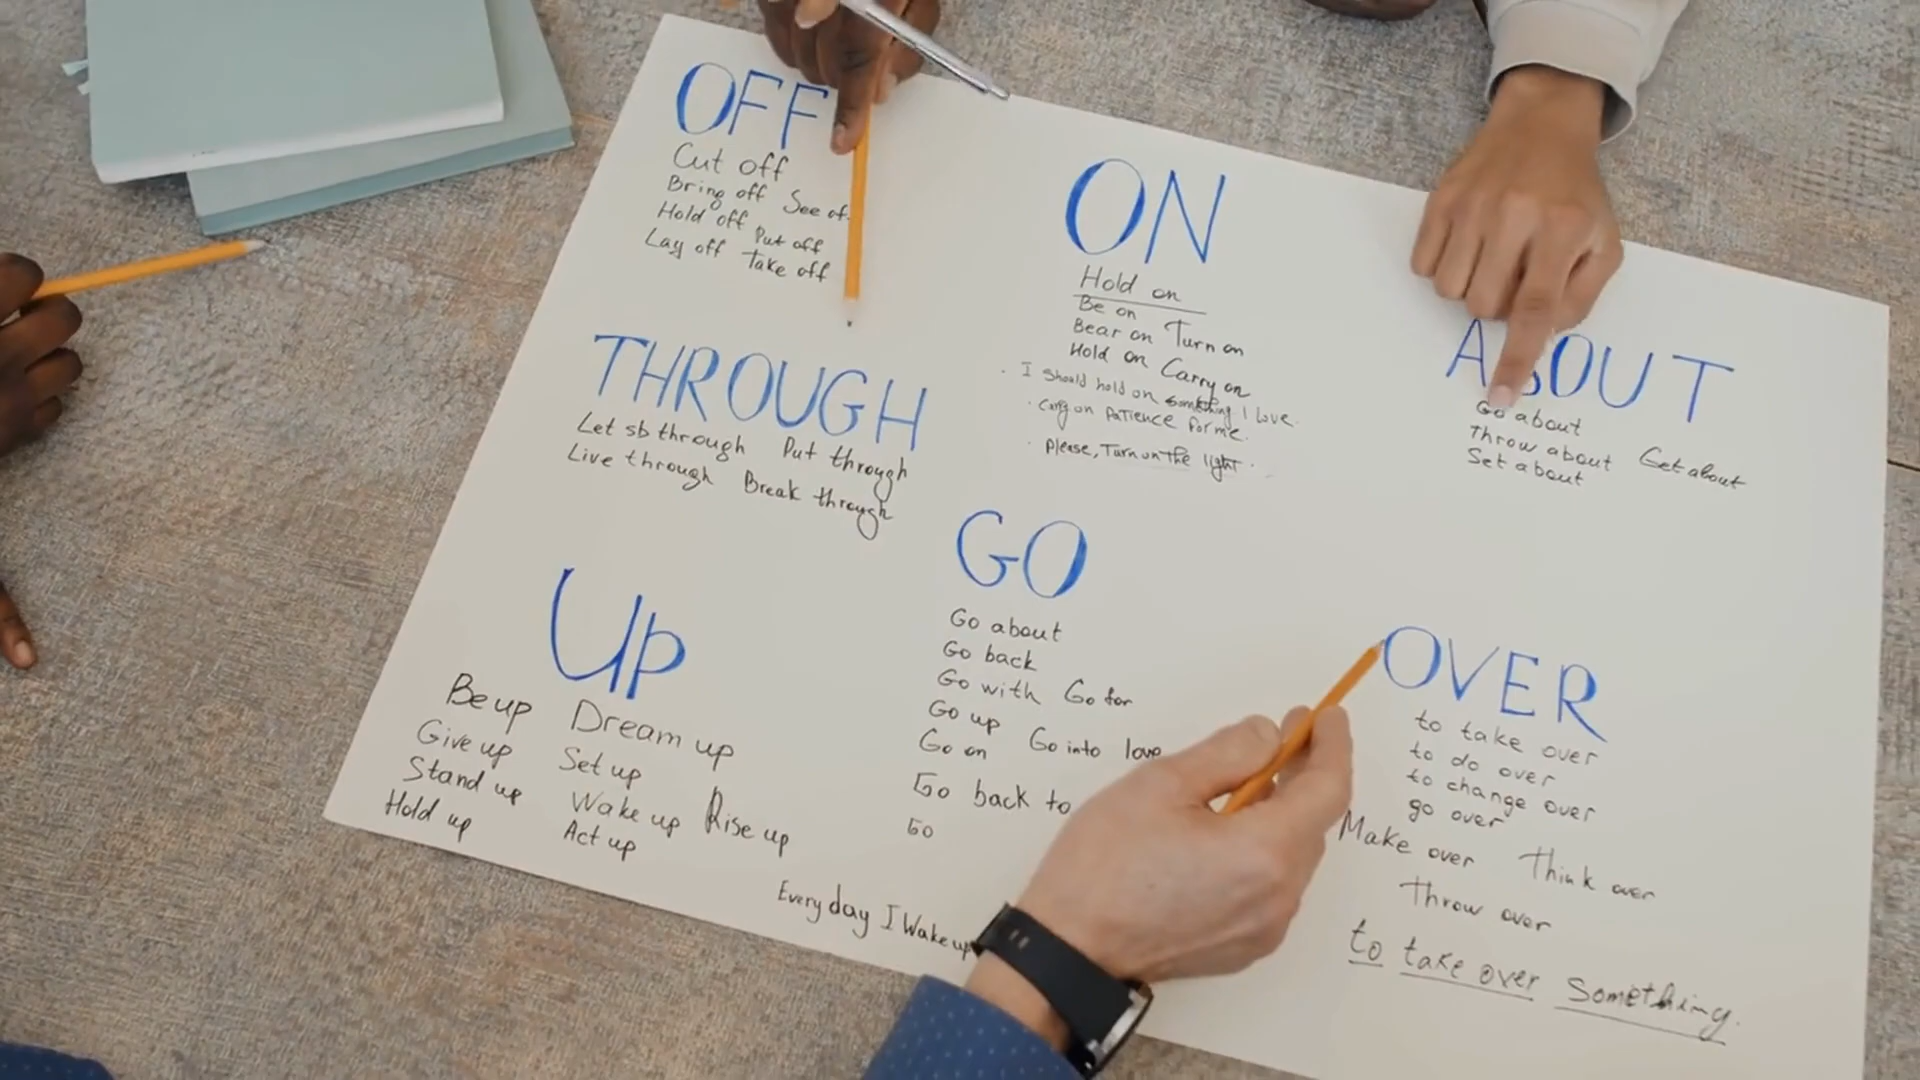 OFF
Cut off
Bring off See of
Hold off Put off
Lay off Take off
ON
Hold on
Be on Turn on
Bear on
Hold on Carry on
I should hold on something I love.
Carry on Patience for me.
Please, Turn on the light.
ABOUT
Go about
Throw about Get about
Set about
THROUGH
Let sb through Put through
Live through Break through
GO
Go about
Go back
Go with Go for
Go up Go into love
Go on
Go back to
Go
UP
Be up Dream up
Give up Set up
Stand up Wake up Rise up
Hold up Act up
Every day I Wake up
OVER
to take over
to do over
to change over
go over
Make over Think over
Throw over
to take over something.